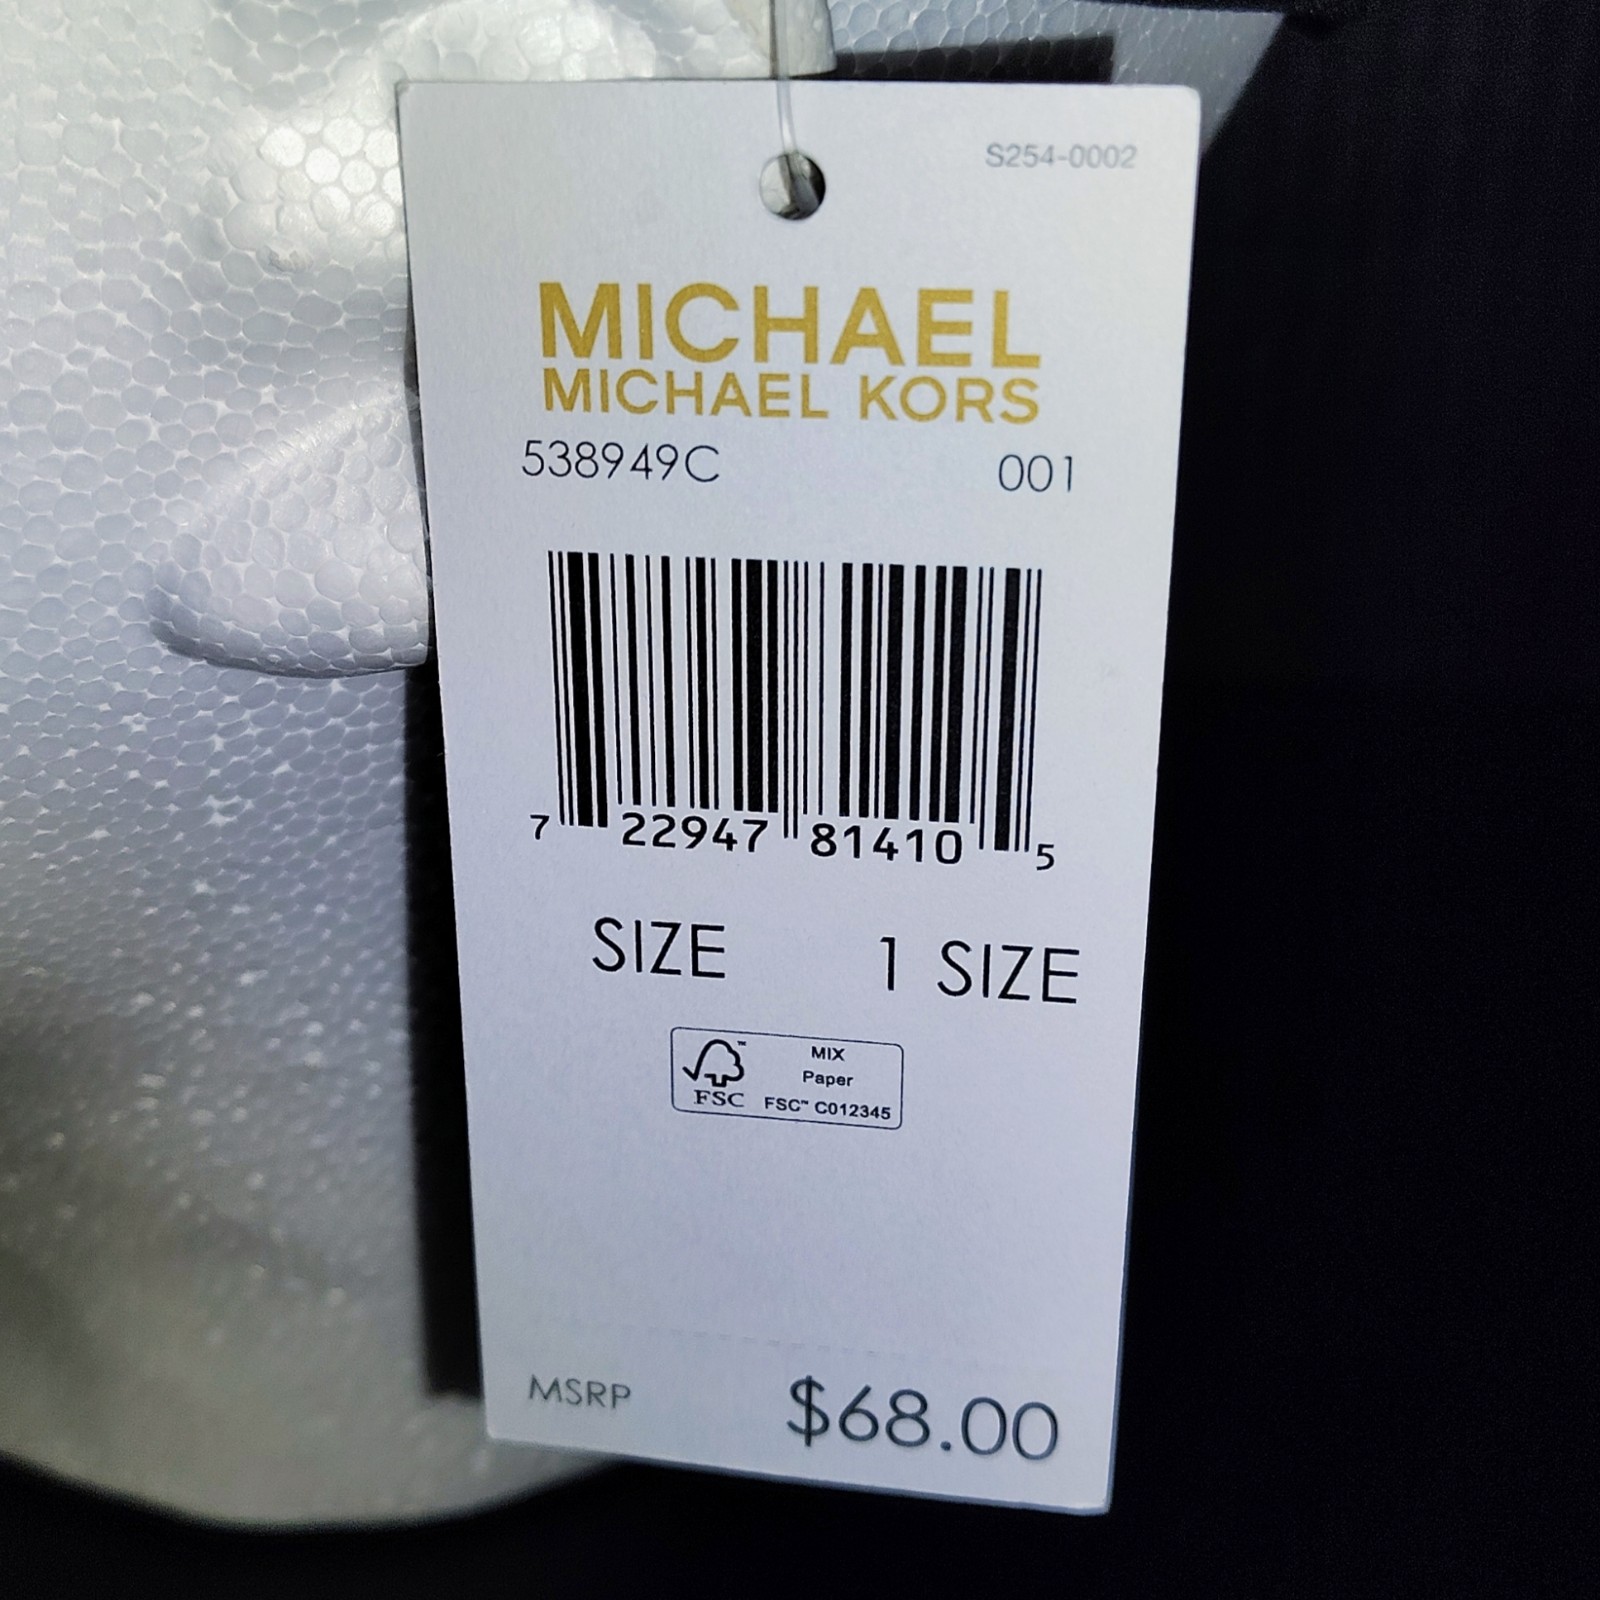 S254-0002
MICHAEL
MICHAEL KORS
538949C 001
7 22947 81410 5
SIZE 1 SIZE
FSC™ MIX
Paper
FSC™ C012345
MSRP $68.00